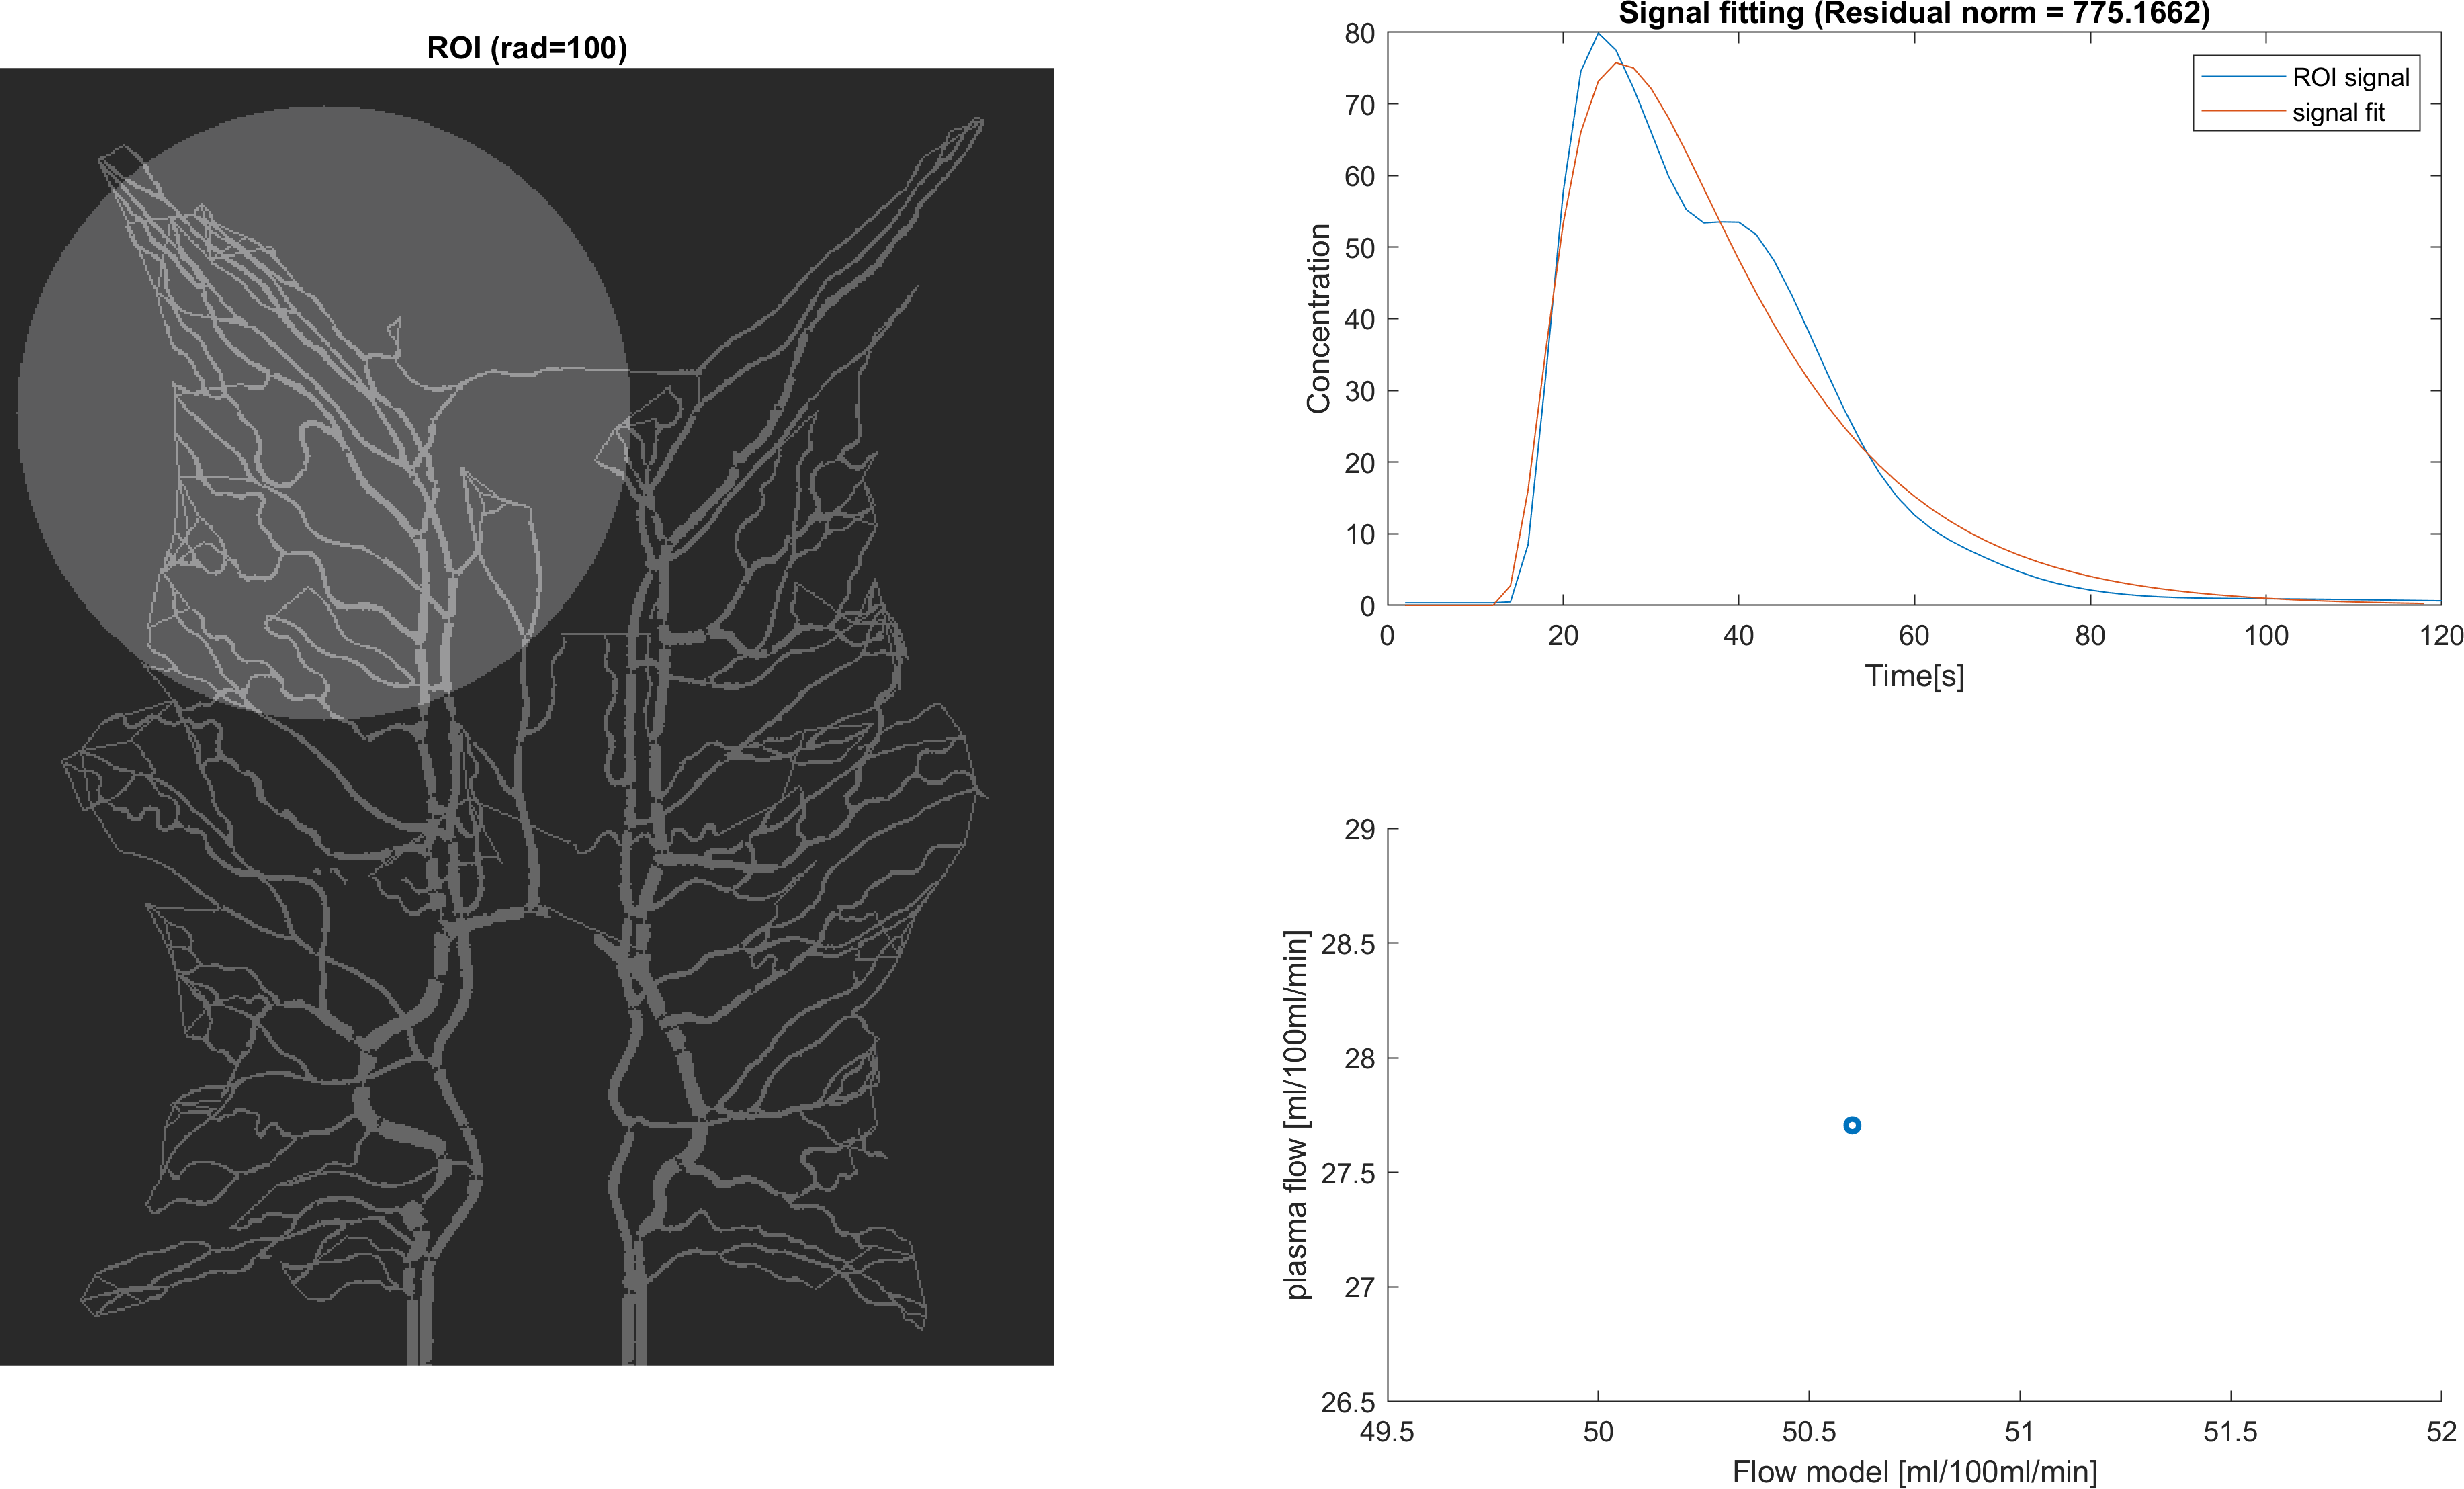 ROI (rad=100)
Signal fitting (Residual norm = 775.1662)
80
70
60
50
40
30
20
10
0
Concentration
ROI signal
signal fit
0 20 40 60 80 100 120
Time[s]
29
28.5
28
27.5
27
26.5
plasma flow [ml/100ml/min]
49.5 50 50.5 51 51.5 52
Flow model [ml/100ml/min]